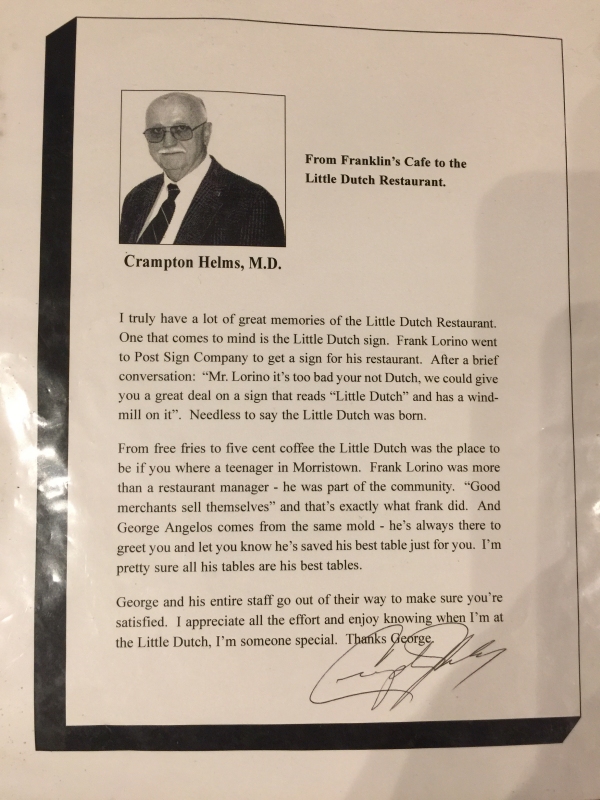 From Franklin's Cafe to the
Little Dutch Restaurant.
Crampton Helms, M.D.
I truly have a lot of great memories of the Little Dutch Restaurant.
One that comes to mind is the Little Dutch sign. Frank Lorino went
to Post Sign Company to get a sign for his restaurant. After a brief
conversation: “Mr. Lorino it's too bad your not Dutch, we could give
you a great deal on a sign that reads “Little Dutch” and has a wind-
mill on it”. Needless to say the Little Dutch was born.
From free fries to five cent coffee the Little Dutch was the place to
be if you where a teenager in Morristown. Frank Lorino was more
than a restaurant manager - he was part of the community. “Good
merchants sell themselves” and that's exactly what frank did. And
George Angelos comes from the same mold - he's always there to
greet you and let you know he's saved his best table just for you. I'm
pretty sure all his tables are his best tables.
George and his entire staff go out of their way to make sure you're
satisfied. I appreciate all the effort and enjoy knowing when I'm at
the Little Dutch, I'm someone special. Thanks George.